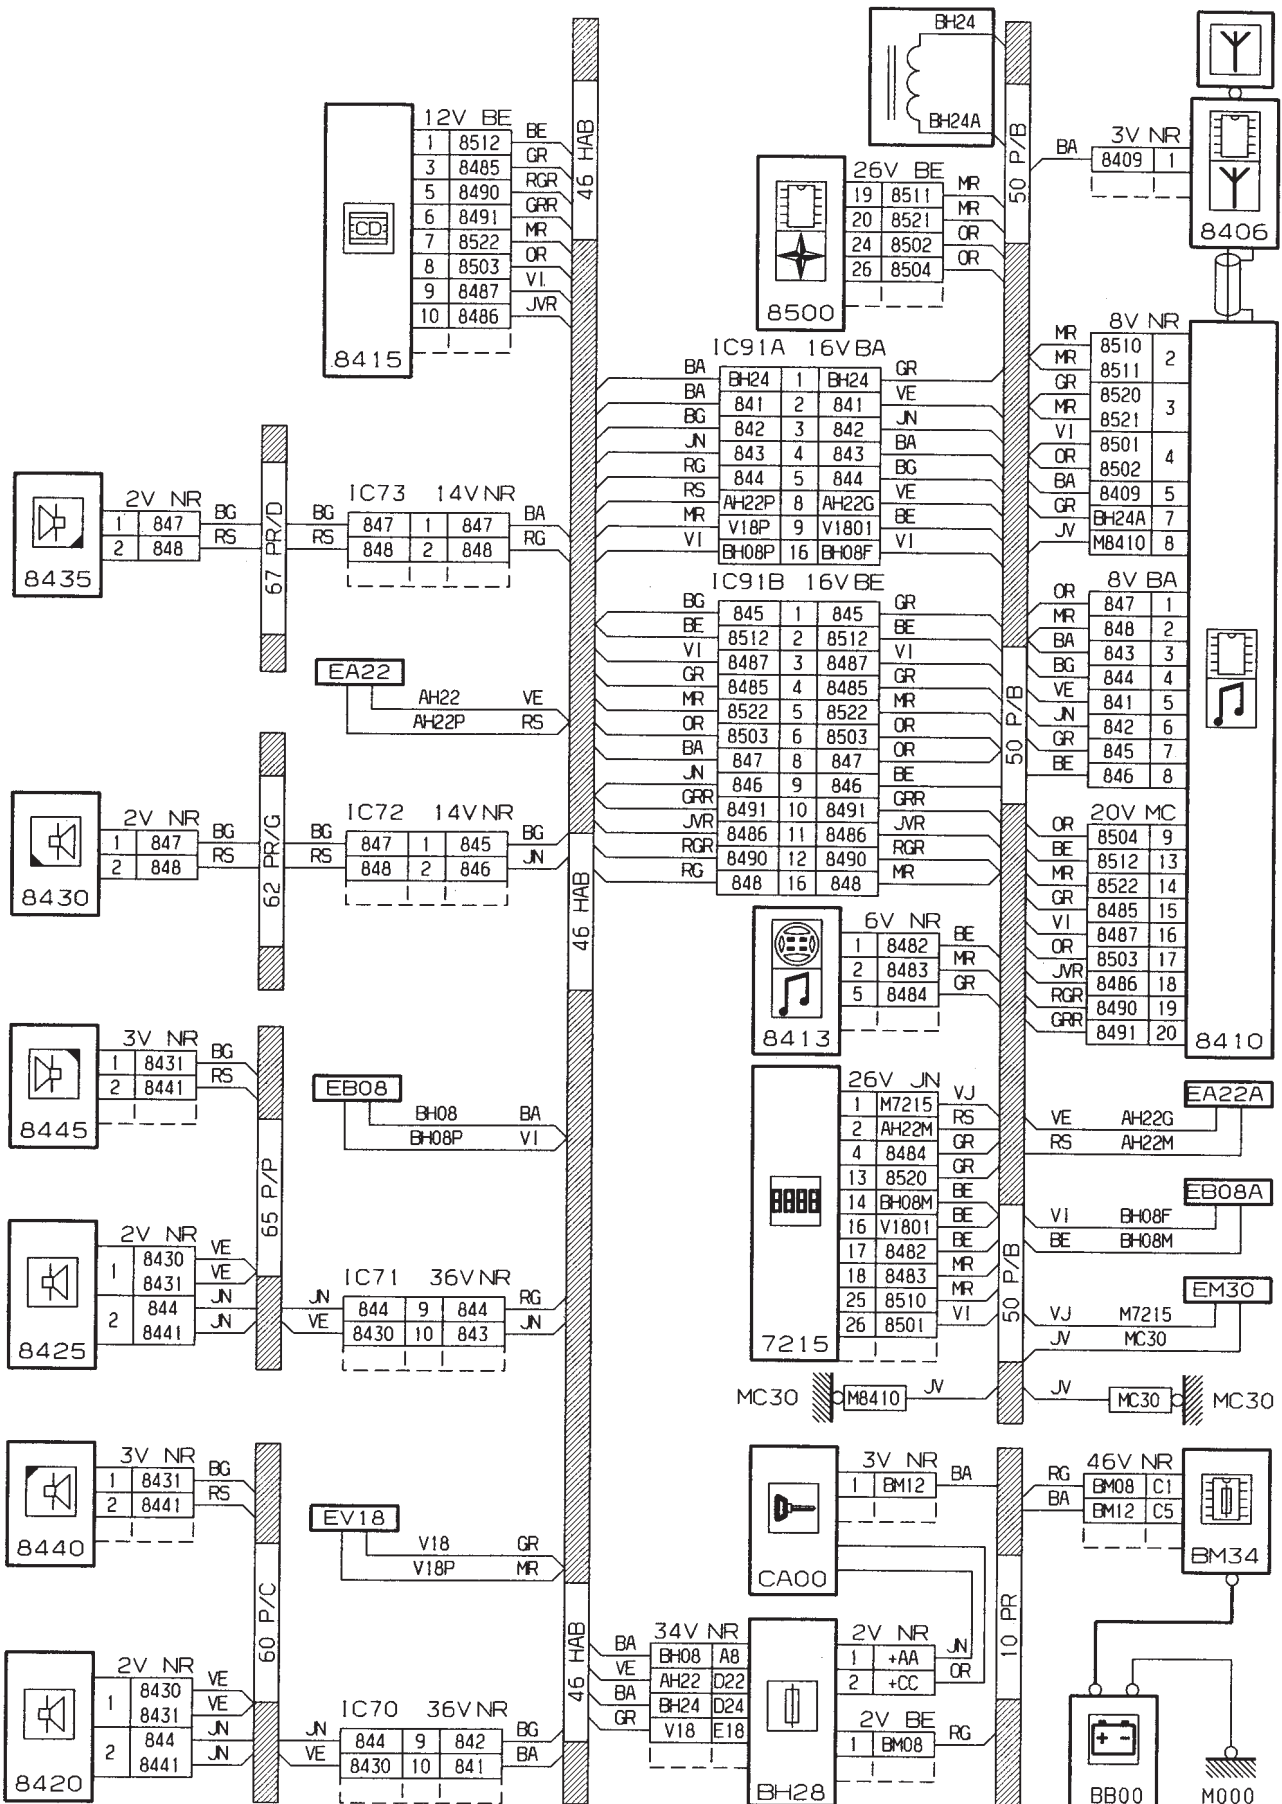 BH24
BH24A
46 HAB
50 P/B
12V BE
1 8512 BE
3 8485 GR
5 8490 RGR
6 8491 GRR
7 8522 MR
8 8503 OR
9 8487 VI.
10 8486 JVR
CD
8415
26V BE
19 8511 MR
20 8521 MR
24 8502 OR
26 8504 OR
8500
3V NR
BA 8409 1
8406
8V NR
MR 8510 2
MR 8511
GR 8520 3
MR 8521
VI 8501 4
OR 8502
BA 8409 5
GR BH24A 7
JV M8410 8
IC91A 16V BA
BA BH24 1 BH24 GR
BA 841 2 841 VE
BG 842 3 842 JN
JN 843 4 843 BA
RG 844 5 844 BG
RS AH22P 8 AH22G VE
MR V18P 9 V1801 BE
VI BH08P 16 BH08F VI
2V NR
1 847 BG
2 848 RS
8435
67 PR/D
IC73 14V NR
BG 847 1 847 BA
RS 848 2 848 RG
IC91B 16V BE
BG 845 1 845 GR
BE 8512 2 8512 BE
VI 8487 3 8487 VI
GR 8485 4 8485 GR
MR 8522 5 8522 MR
OR 8503 6 8503 OR
BA 847 8 847 OR
JN 846 9 846 BE
GRR 8491 10 8491 GRR
JVR 8486 11 8486 JVR
RGR 8490 12 8490 RGR
RG 848 16 848 MR
8V BA
OR 847 1
MR 848 2
BA 843 3
BG 844 4
VE 841 5
JN 842 6
GR 845 7
BE 846 8
50 P/B
EA22
AH22 VE
AH22P RS
2V NR
1 847 BG
2 848 RS
8430
62 PR/G
IC72 14V NR
BG 847 1 845 BG
RS 848 2 846 JN
46 HAB
20V MC
OR 8504 9
BE 8512 13
MR 8522 14
GR 8485 15
VI 8487 16
OR 8503 17
JVR 8486 18
RGR 8490 19
GRR 8491 20
8410
6V NR
1 8482 BE
2 8483 MR
5 8484 GR
8413
3V NR
1 8431 BG
2 8441 RS
8445
65 P/P
EB08
BH08 BA
BH08P VI
26V JN
1 M7215 VJ
2 AH22M RS
4 8484 GR
13 8520 GR
14 BH08M BE
16 V1801 BE
17 8482 BE
18 8483 MR
25 8510 MR
26 8501 VI
8888
7215
EA22A
VE AH22G
RS AH22M
EB08A
VI BH08F
BE BH08M
50 P/B
EM30
VJ M7215
JV MC30
2V NR
1 8430 VE
8431 VE
2 844 JN
8441 JN
8425
IC71 36V NR
JN 844 9 844 RG
VE 8430 10 843 JN
MC30 M8410 JV
JV MC30 MC30
3V NR
1 8431 BG
2 8441 RS
8440
60 P/C
EV18
V18 GR
V18P MR
3V NR
1 BM12 BA
CA00
10 PR
46V NR
RG BM08 C1
BA BM12 C5
BM34
46 HAB
34V NR
BA BH08 A8
VE AH22 D22
BA BH24 D24
GR V18 E18
2V NR
1 +AA JN
2 +CC OR
2V BE
1 BM08 RG
BH28
2V NR
1 8430 VE
8431 VE
2 844 JN
8441 JN
8420
IC70 36V NR
JN 844 9 842 BG
VE 8430 10 841 BA
+ -
BB00
M000